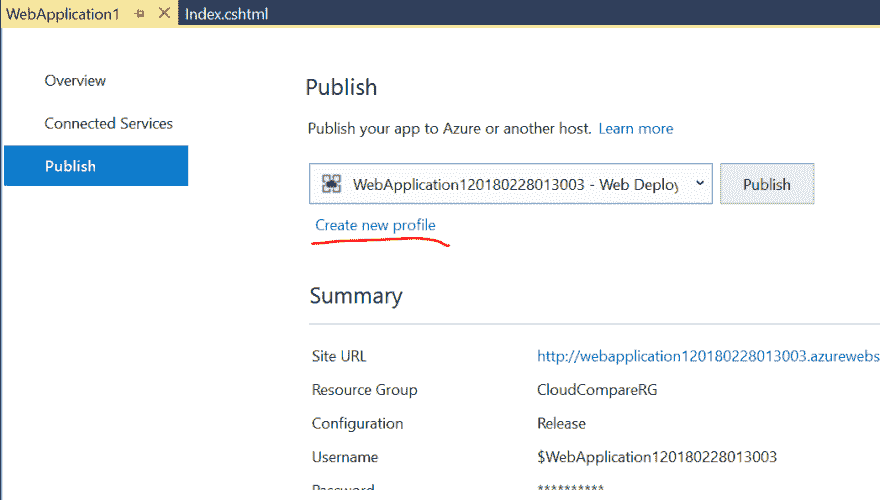 WebApplication1
Index.cshtml
Overview
Connected Services
Publish
Publish
Publish your app to Azure or another host. Learn more
WebApplication120180228013003 - Web Deploy
Publish
Create new profile
Summary
Site URL
http://webapplication120180228013003.azurewebs
Resource Group
CloudCompareRG
Configuration
Release
Username
$WebApplication120180228013003
Password
**********